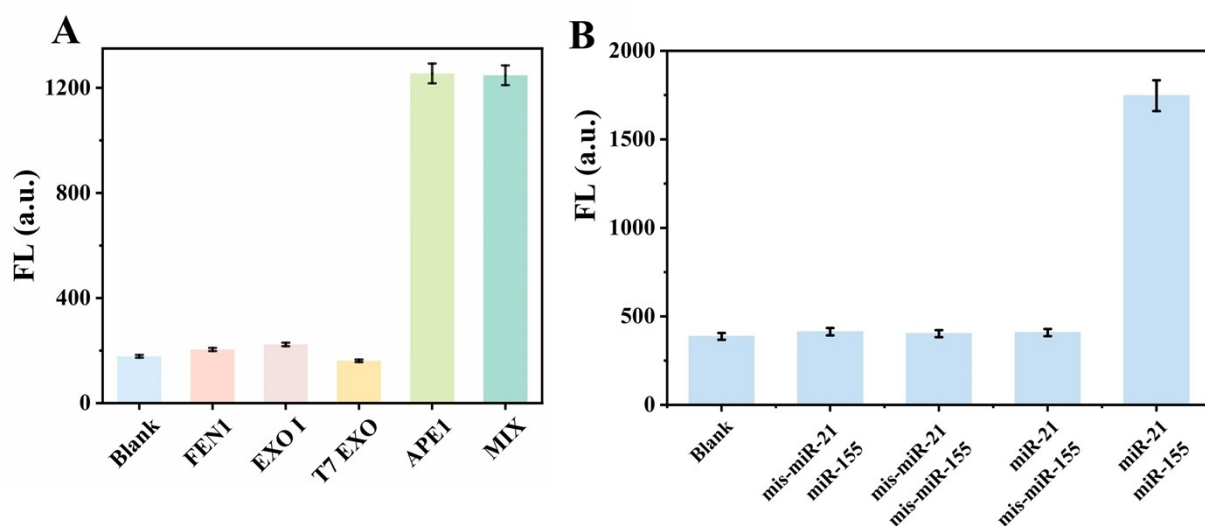 A
FL (a.u.)
1200
800
400
0
Blank
FEN1
EXO I
T7 EXO
APE1
MIX
B
FL (a.u.)
2000
1500
1000
500
0
Blank
mis-miR-21
miR-155
mis-miR-21
mis-miR-155
miR-21
mis-miR-155
miR-21
miR-155